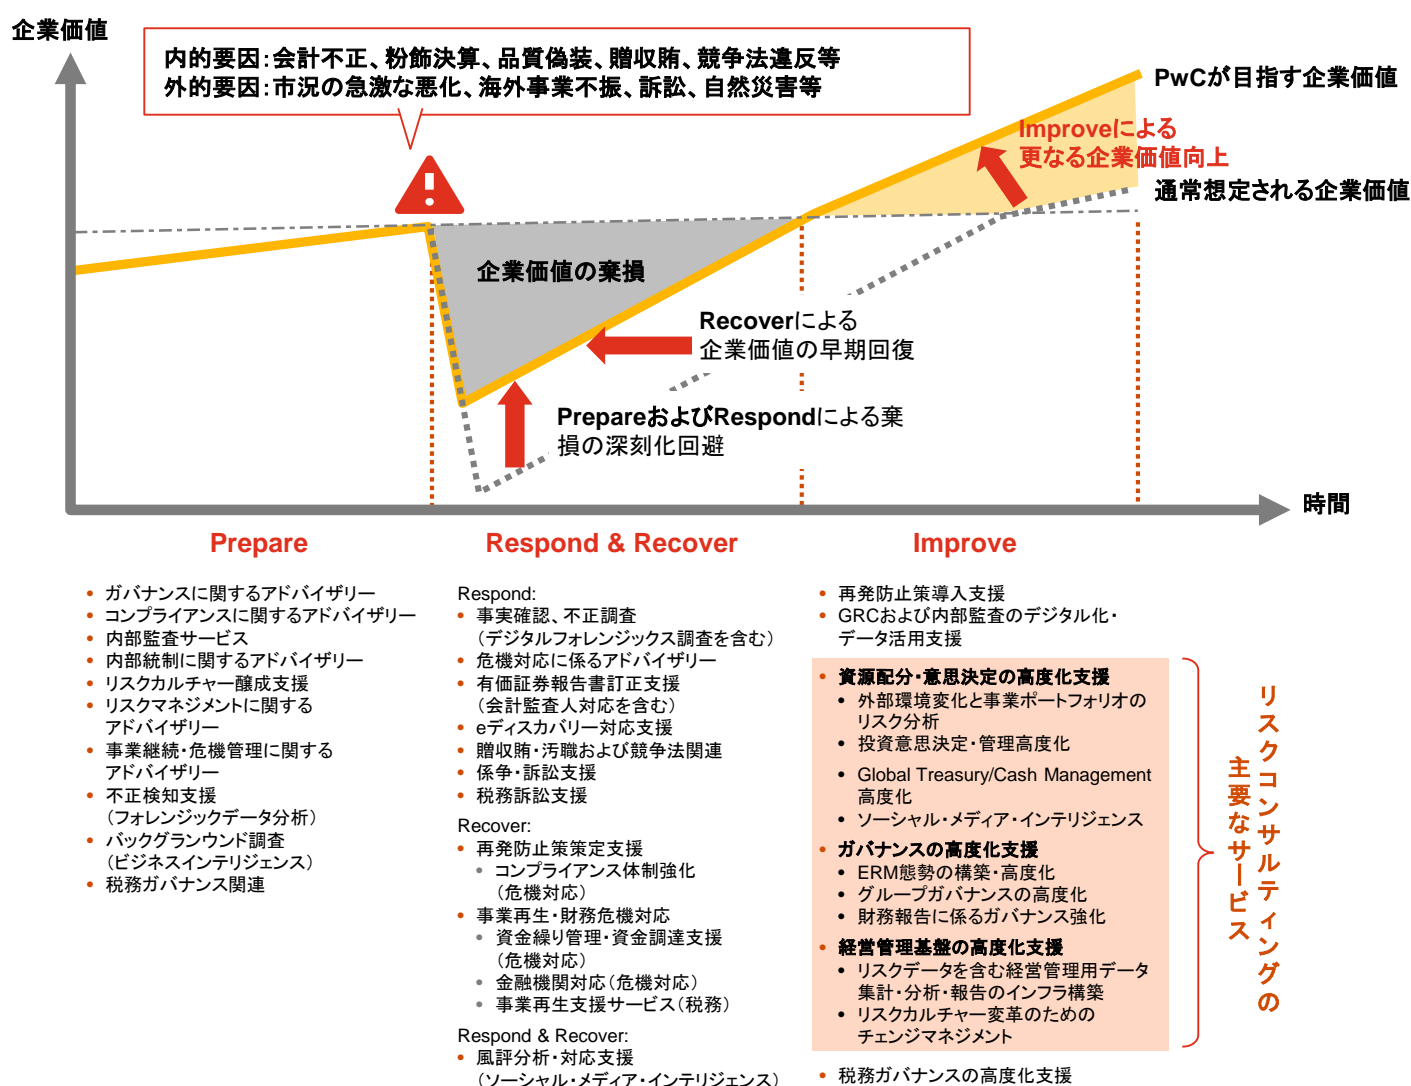 企業価値
内的要因：会計不正、粉飾決算、品質偽装、贈収賄、競争法違反等
外的要因：市況の急激な悪化、海外事業不振、訴訟、自然災害等
PwCが目指す企業価値
Improveによる
更なる企業価値向上
通常想定される企業価値
企業価値の棄損
Recoverによる
企業価値の早期回復
PrepareおよびRespondによる棄
損の深刻化回避
時間
Prepare
• ガバナンスに関するアドバイザリー
• コンプライアンスに関するアドバイザリー
• 内部監査サービス
• 内部統制に関するアドバイザリー
• リスクカルチャー醸成支援
• リスクマネジメントに関する
アドバイザリー
• 事業継続・危機管理に関する
アドバイザリー
• 不正検知支援
（フォレンジックデータ分析）
• バックグランウンド調査
（ビジネスインテリジェンス）
• 税務ガバナンス関連
Respond & Recover
Respond:
• 事実確認、不正調査
（デジタルフォレンジックス調査を含む）
• 危機対応に係るアドバイザリー
• 有価証券報告書訂正支援
（会計監査人対応を含む）
• eディスカバリー対応支援
• 贈収賄・汚職および競争法関連
• 係争・訴訟支援
• 税務訴訟支援
Recover:
• 再発防止策策定支援
• コンプライアンス体制強化
（危機対応）
• 事業再生・財務危機対応
• 資金繰り管理・資金調達支援
（危機対応）
• 金融機関対応（危機対応）
• 事業再生支援サービス（税務）
Respond & Recover:
• 風評分析・対応支援
（ソーシャル・メディア・インテリジェンス）
Improve
• 再発防止策導入支援
• GRCおよび内部監査のデジタル化・
データ活用支援
• 資源配分・意思決定の高度化支援
• 外部環境変化と事業ポートフォリオの
リスク分析
• 投資意思決定・管理高度化
• Global Treasury/Cash Management
高度化
• ソーシャル・メディア・インテリジェンス
• ガバナンスの高度化支援
• ERM態勢の構築・高度化
• グループガバナンスの高度化
• 財務報告に係るガバナンス強化
• 経営管理基盤の高度化支援
• リスクデータを含む経営管理用データ
集計・分析・報告のインフラ構築
• リスクカルチャー変革のための
チェンジマネジメント
• 税務ガバナンスの高度化支援
リスクコンサルティングの
主要なサービス